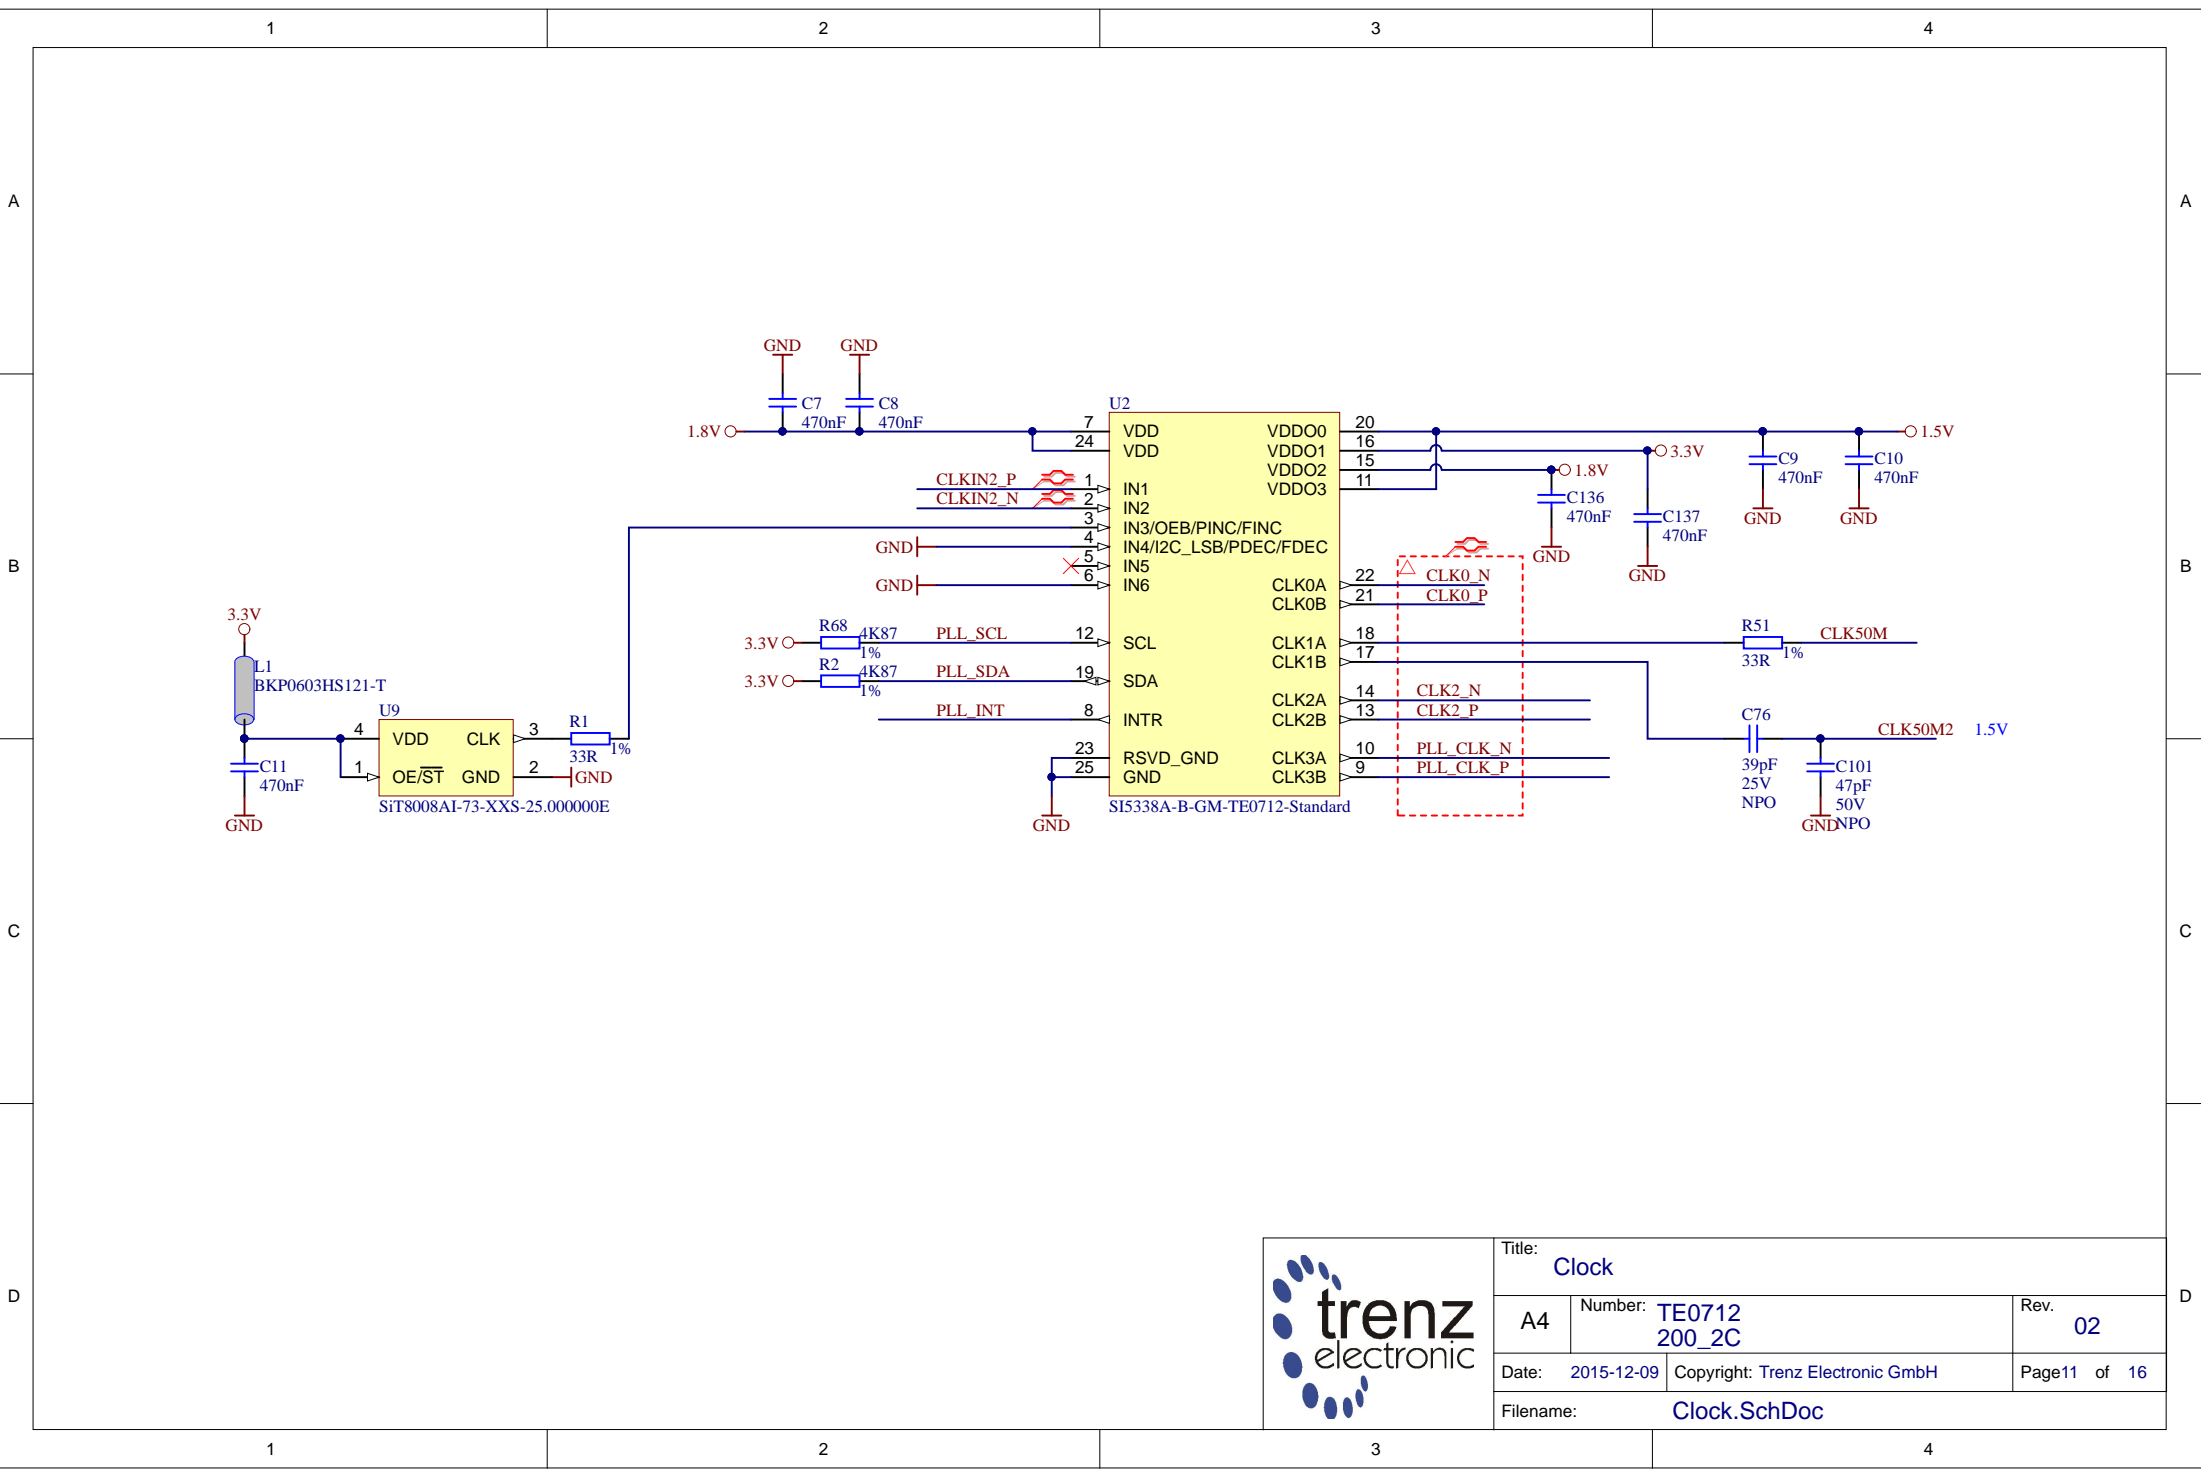 1 2 3 4
A A
GND GND
C7 C8
470nF 470nF
1.8V
U2
7 VDD VDDO0 20
24 VDD VDDO1 16
VDDO2 15
VDDO3 11
1.5V
3.3V
1.8V
C9 C10
470nF 470nF
GND GND
C136
470nF
GND
C137
470nF
GND
CLKIN2_P 1 IN1
CLKIN2_N 2 IN2
3 IN3/OEB/PINC/FINC
GND 4 IN4/I2C_LSB/PDEC/FDEC
5 IN5
GND 6 IN6
B B
CLK0A 22 CLK0_N
CLK0B 21 CLK0_P
3.3V R68 4K87 1% PLL_SCL 12 SCL
3.3V R2 4K87 1% PLL_SDA 19 SDA
PLL_INT 8 INTR
23 RSVD_GND
25 GND
GND
CLK1A 18 R51 33R 1% CLK50M
CLK1B 17
CLK2A 14 CLK2_N
CLK2B 13 CLK2_P
CLK3A 10 PLL_CLK_N
CLK3B 9 PLL_CLK_P
SI5338A-B-GM-TE0712-Standard
C76
39pF
25V
NPO
CLK50M2 1.5V
C101
47pF
50V
NPO
GND
3.3V
L1
BKP0603HS121-T
C11
470nF
GND
U9
4 VDD CLK 3
1 OE/ST GND 2
GND
R1
33R 1%
SiT8008AI-73-XXS-25.000000E
C C
D D
trenz
electronic
Title:
Clock
A4 Number: TE0712
200_2C
Rev.
02
Date: 2015-12-09 Copyright: Trenz Electronic GmbH Page11 of 16
Filename: Clock.SchDoc
1 2 3 4